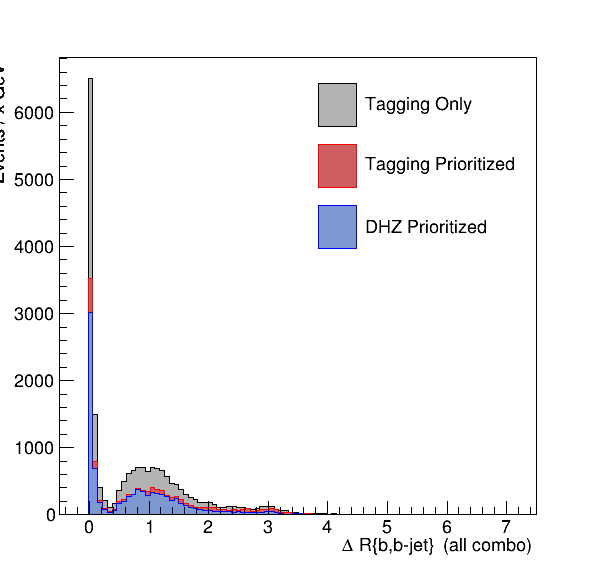 Events / x GeV
6000
5000
4000
3000
2000
1000
0
Tagging Only
Tagging Prioritized
DHZ Prioritized
0 1 2 3 4 5 6 7
Δ R{b,b-jet} (all combo)